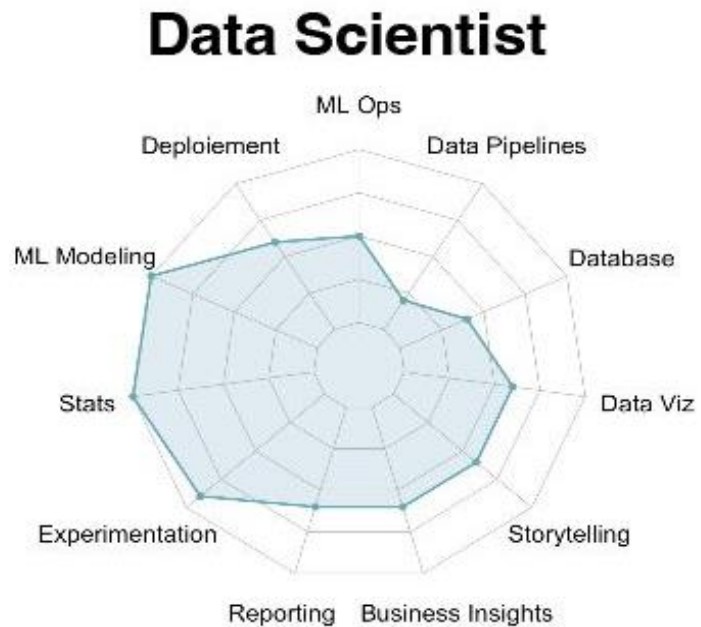 Data Scientist
ML Ops
Deploiement
Data Pipelines
ML Modeling
Database
Stats
Data Viz
Experimentation
Storytelling
Reporting
Business Insights